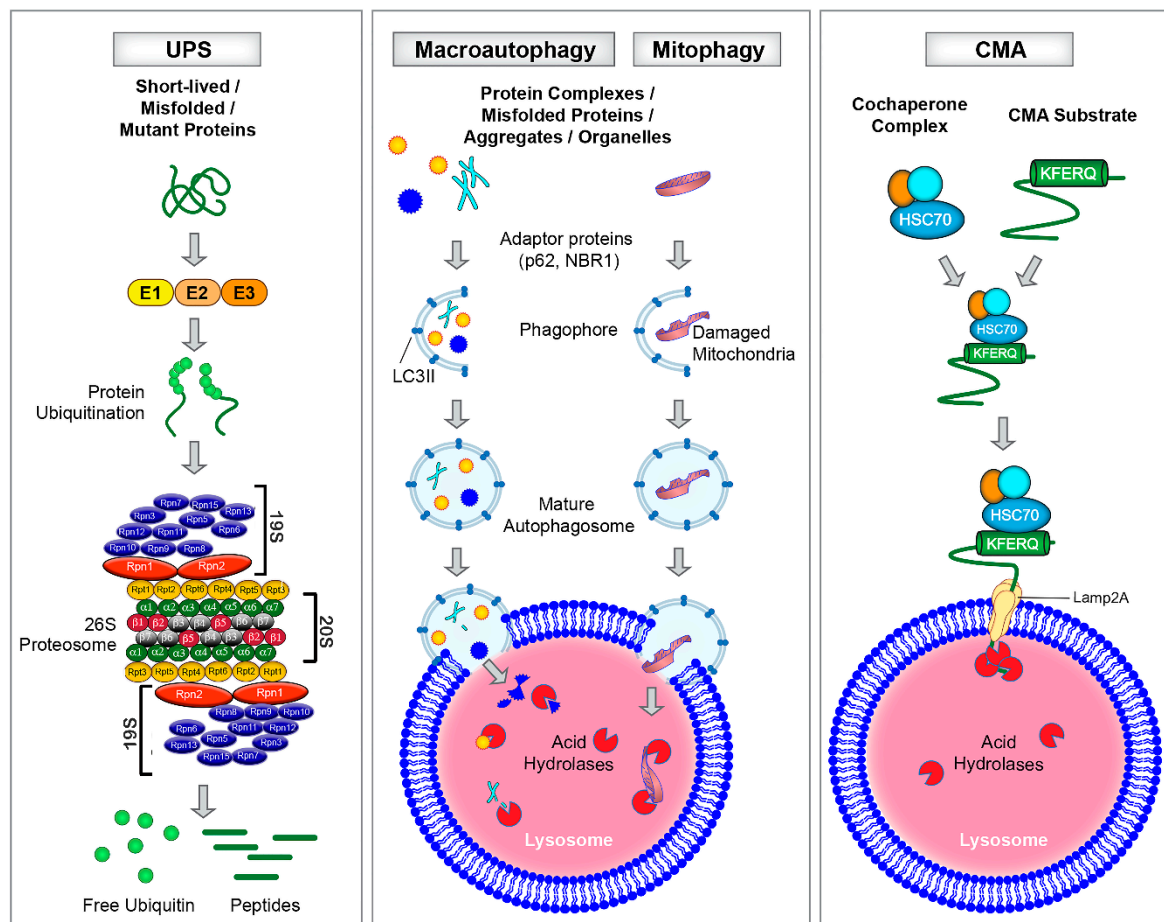 UPS
Short-lived /
Misfolded /
Mutant Proteins
E1 E2 E3
Protein
Ubiquitination
Rpn7 Rpn15
Rpn3 Rpn5 Rpn13
Rpn12 Rpn11 Rpn6
Rpn10 Rpn9 Rpn8
Rpn1 Rpn2
19S
Rpt1 Rpt2 Rpt6 Rpt4 Rpt5 Rpt3
α1 α2 α3 α4 α5 α6 α7
β1 β2 β3 β4 β5 β6 β7
β7 β6 β5 β4 β3 β2 β1
α1 α2 α3 α4 α5 α6 α7
Rpt3 Rpt5 Rpt4 Rpt6 Rpt2 Rpt1
26S
Proteosome
20S
Rpn2 Rpn1
Rpn8 Rpn9 Rpn10
Rpn6 Rpn11 Rpn12
Rpn13 Rpn5 Rpn3
Rpn15 Rpn7
19S
Free Ubiquitin Peptides
Macroautophagy Mitophagy
Protein Complexes /
Misfolded Proteins /
Aggregates / Organelles
Adaptor proteins
(p62, NBR1)
Phagophore
LC3II
Damaged
Mitochondria
Mature
Autophagosome
Acid
Hydrolases
Lysosome
CMA
Cochaperone
Complex
CMA Substrate
KFERQ
HSC70
HSC70
KFERQ
HSC70
KFERQ
Lamp2A
Acid
Hydrolases
Lysosome